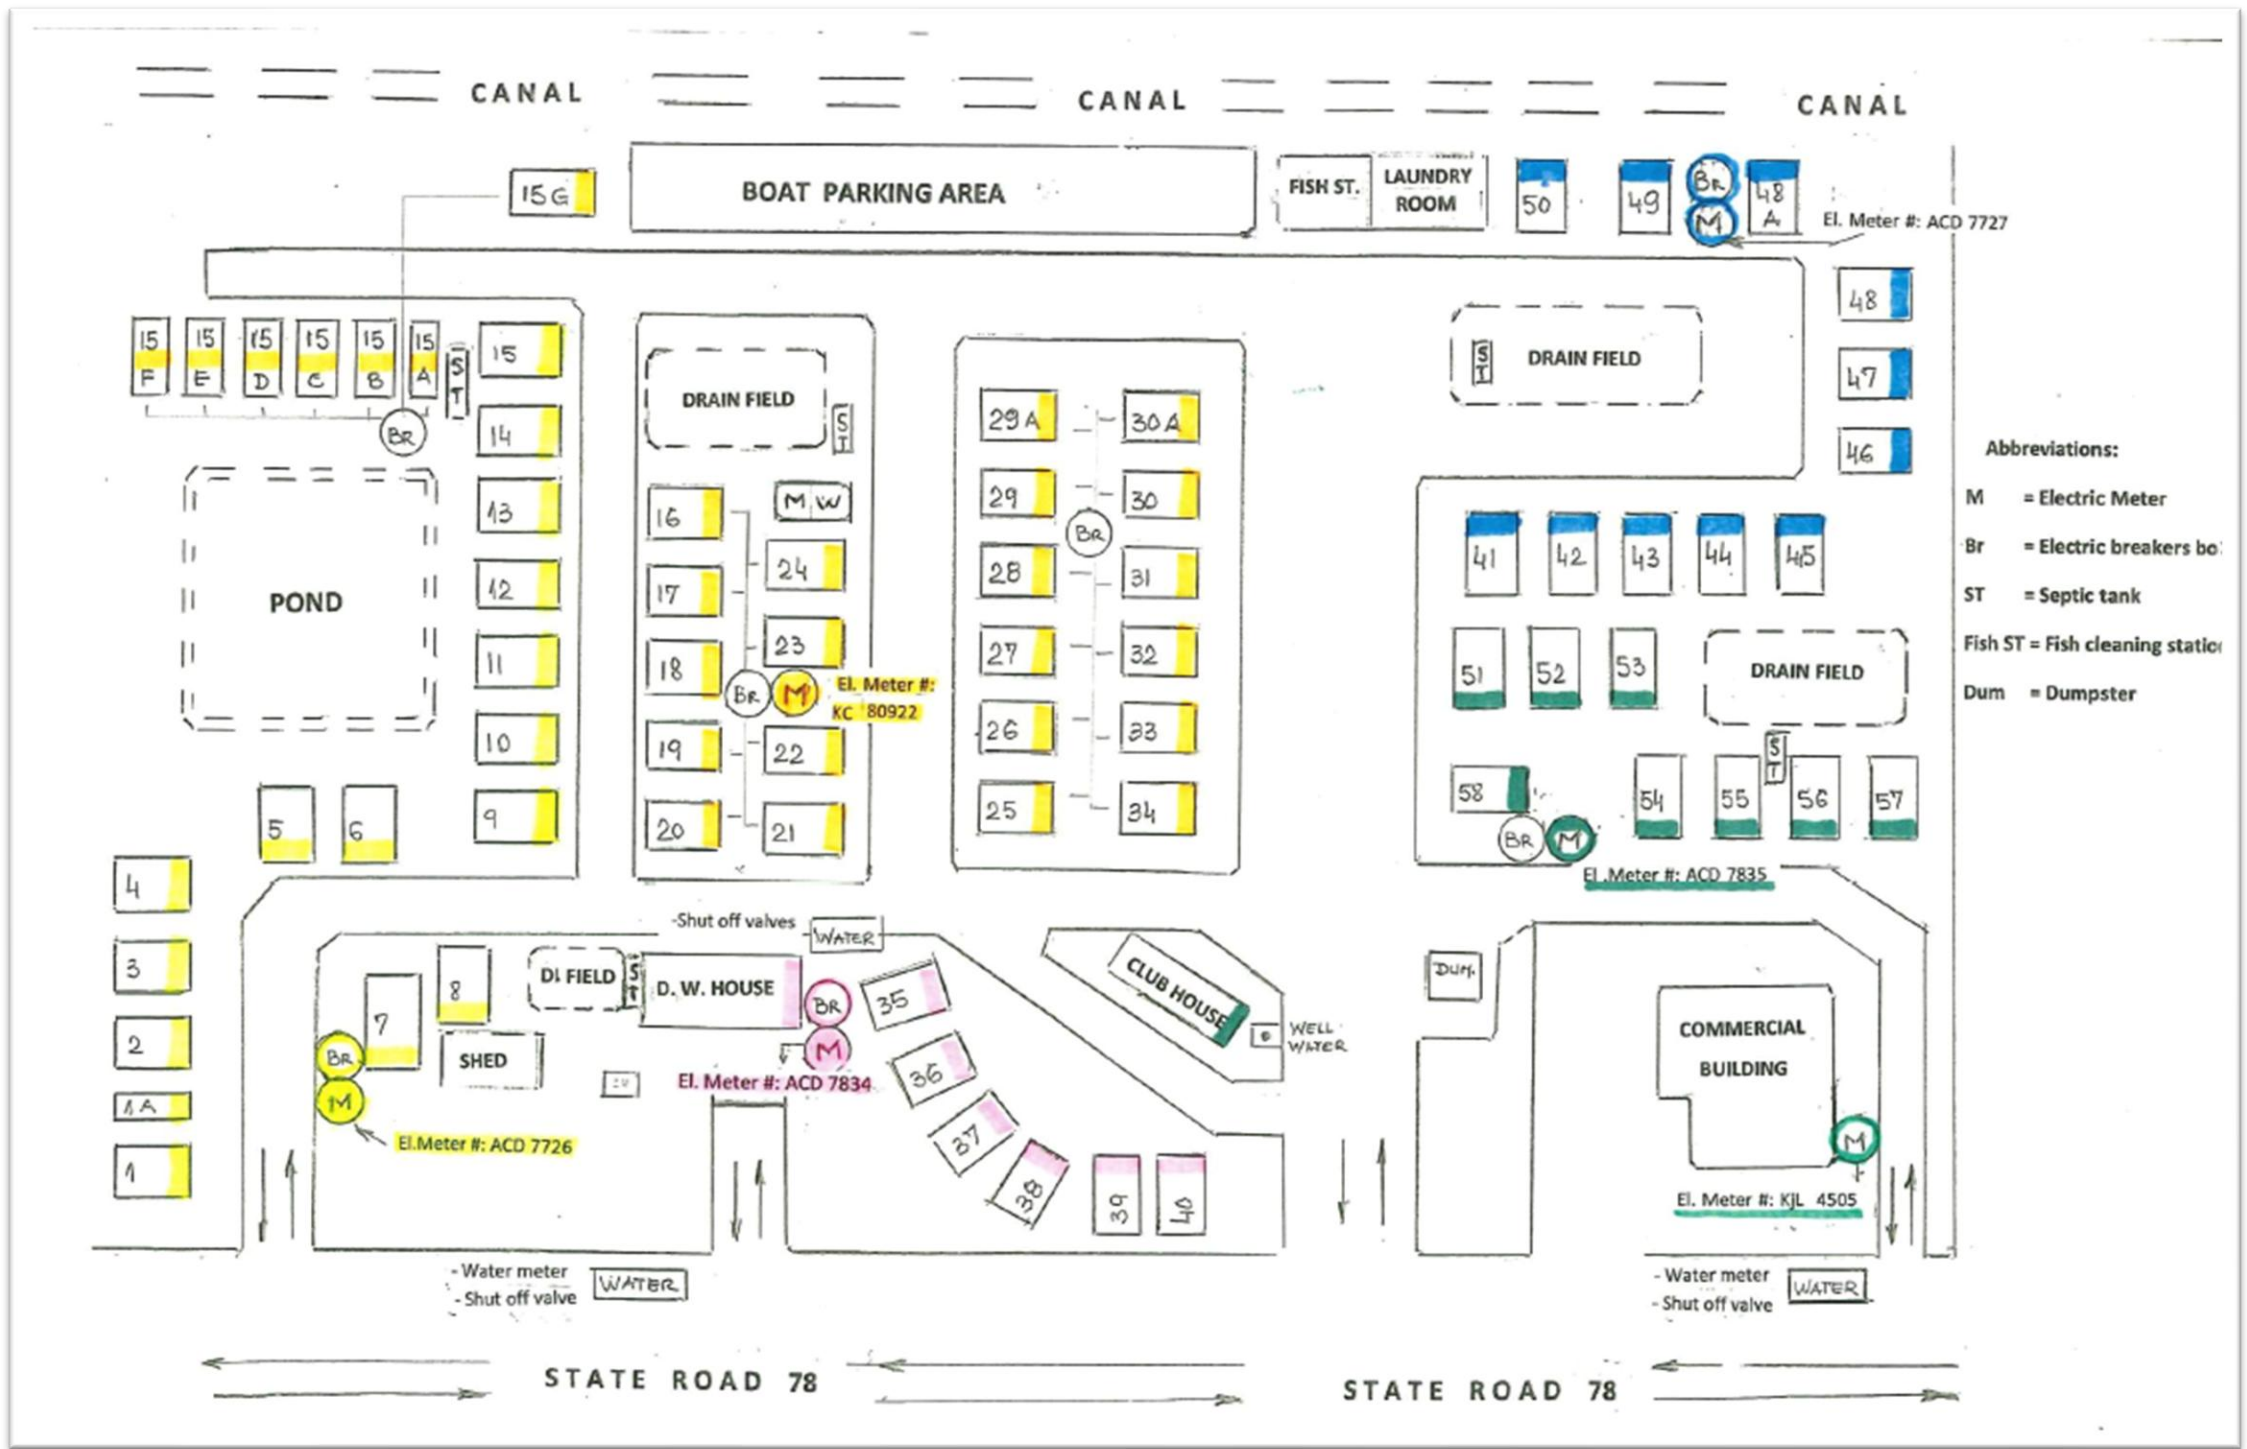 CANAL
CANAL
CANAL
15G
BOAT PARKING AREA
FISH ST.
LAUNDRY
ROOM
50
49
BR
M
48
A
El. Meter #: ACD 7727
48
47
46
15
F
15
E
15
D
15
C
15
B
15
A
ST
15
14
13
12
11
10
9
BR
POND
DRAIN FIELD
ST
M W
16
17
18
19
20
24
23
22
21
BR
M
El. Meter #:
KC 80922
29A
29
28
27
26
25
BR
30A
30
31
32
33
34
ST
DRAIN FIELD
41
42
43
44
45
51
52
53
DRAIN FIELD
ST
58
54
55
56
57
BR
M
El .Meter #: ACD 7835
Abbreviations:
M = Electric Meter
Br = Electric breakers
ST = Septic tank
Fish ST = Fish cleaning
Dum = Dumpster
5
6
4
3
2
1A
1
7
8
SHED
BR
M
El.Meter #: ACD 7726
-Shut off valves
WATER
FIELD
ST
D. W. HOUSE
BR
M
El. Meter #: ACD 7834
35
36
37
38
39
40
CLUB HOUSE
WELL
WATER
DUM.
COMMERCIAL
BUILDING
M
El. Meter #: KjL 4505
- Water meter
- Shut off valve
WATER
- Water meter
- Shut off valve
WATER
STATE ROAD 78
STATE ROAD 78